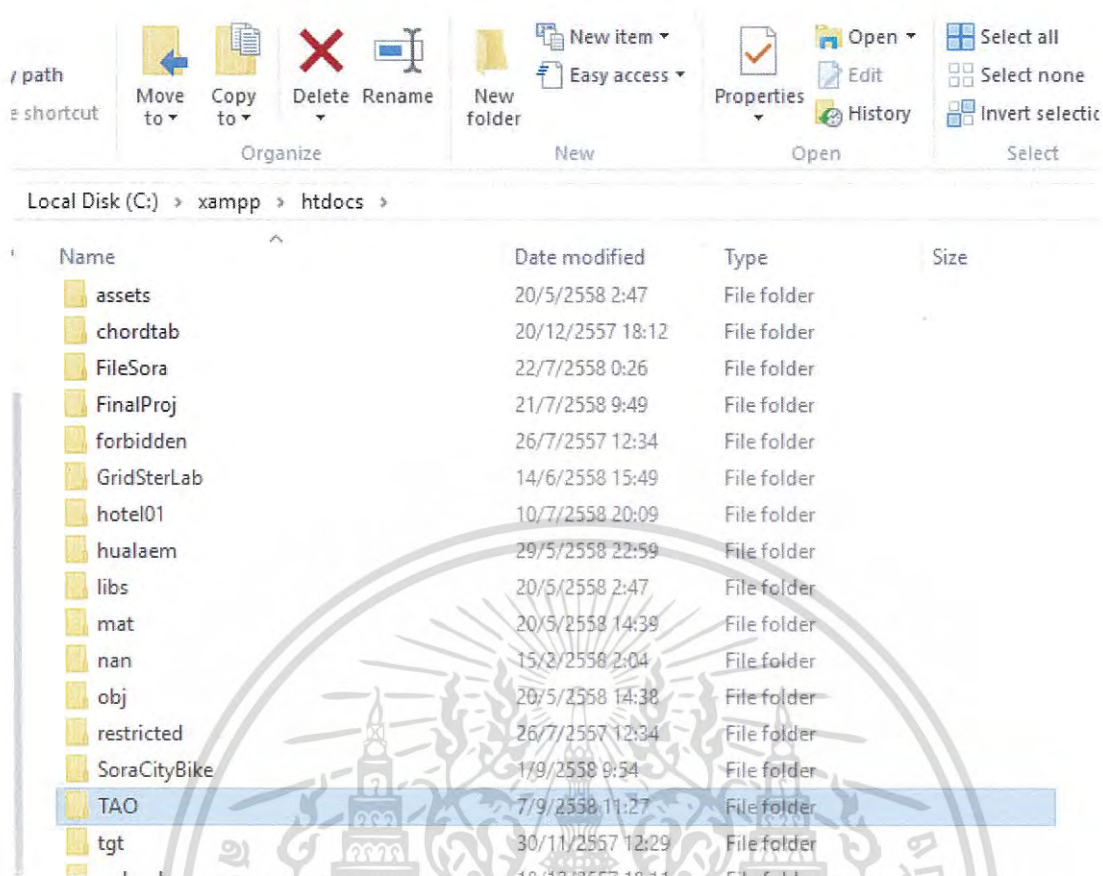 New item Open Select all
y path Easy access Edit Select none
Move Copy Delete Rename New Properties
e shortcut to to folder History Invert selectio
Organize New Open Select
Local Disk (C:) > xampp > htdocs >
Name Date modified Type Size
assets 20/5/2558 2:47 File folder
chordtab 20/12/2557 18:12 File folder
FileSora 22/7/2558 0:26 File folder
FinalProj 21/7/2558 9:49 File folder
forbidden 26/7/2557 12:34 File folder
GridSterLab 14/6/2558 15:49 File folder
hotel01 10/7/2558 20:09 File folder
hualaem 29/5/2558 22:59 File folder
libs 20/5/2558 2:47 File folder
mat 20/5/2558 14:39 File folder
nan 15/2/2558 2:04 File folder
obj 20/5/2558 14:38 File folder
restricted 26/7/2557 12:34 File folder
SoraCityBike 1/9/2558 9:54 File folder
TAO 7/9/2558 11:27 File folder
tgt 30/11/2557 12:29 File folder